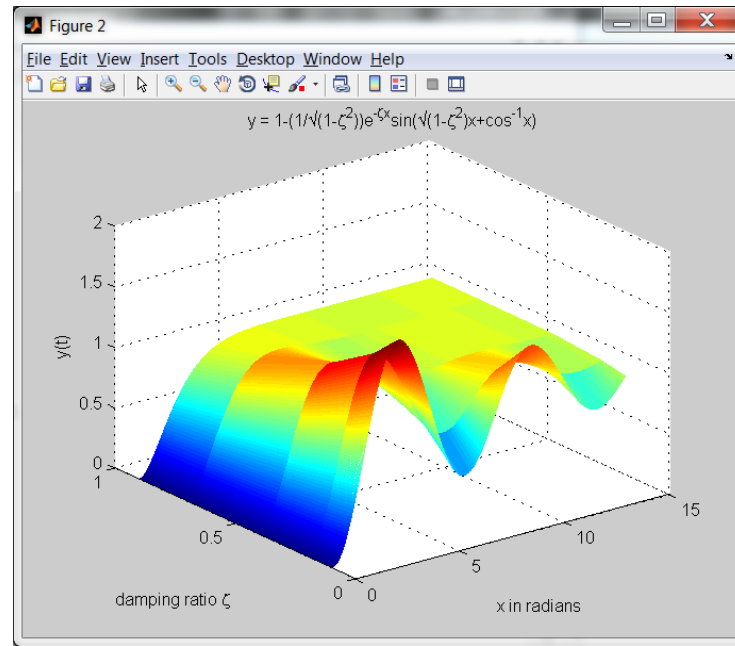 Figure 2
File Edit View Insert Tools Desktop Window Help
y = 1-(1/√(1-ζ²))e^-ζx sin(√(1-ζ²)x+cos⁻¹x)
2
1.5
1
0.5
0
y(t)
1
0.5
0
damping ratio ζ
0
5
10
15
x in radians